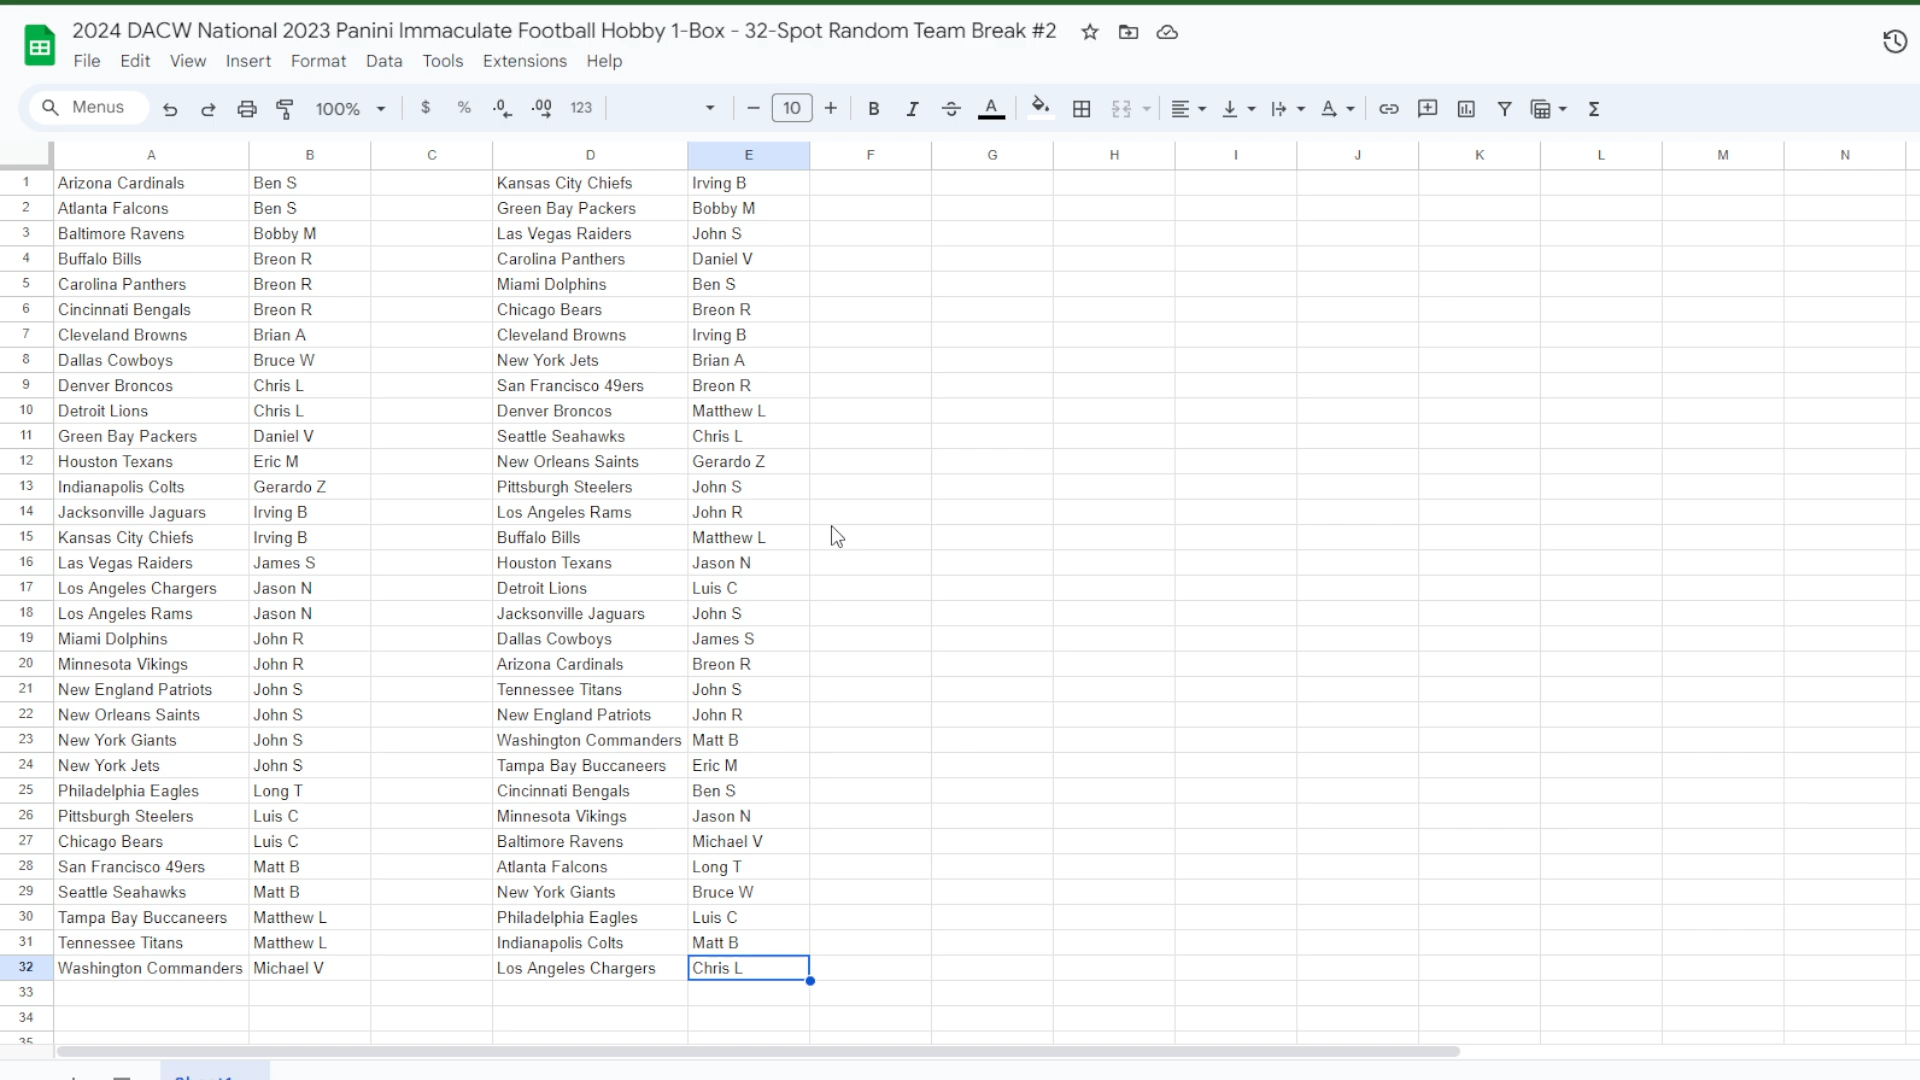 2024 DACW National 2023 Panini Immaculate Football Hobby 1-Box - 32-Spot Random Team Break #2
File Edit View Insert Format Data Tools Extensions Help
Menus 100% $ % .0 .00 123 10 B I A
A B C D E F G H I J K L M N
1 Arizona Cardinals Ben S Kansas City Chiefs Irving B
2 Atlanta Falcons Ben S Green Bay Packers Bobby M
3 Baltimore Ravens Bobby M Las Vegas Raiders John S
4 Buffalo Bills Breon R Carolina Panthers Daniel V
5 Carolina Panthers Breon R Miami Dolphins Ben S
6 Cincinnati Bengals Breon R Chicago Bears Breon R
7 Cleveland Browns Brian A Cleveland Browns Irving B
8 Dallas Cowboys Bruce W New York Jets Brian A
9 Denver Broncos Chris L San Francisco 49ers Breon R
10 Detroit Lions Chris L Denver Broncos Matthew L
11 Green Bay Packers Daniel V Seattle Seahawks Chris L
12 Houston Texans Eric M New Orleans Saints Gerardo Z
13 Indianapolis Colts Gerardo Z Pittsburgh Steelers John S
14 Jacksonville Jaguars Irving B Los Angeles Rams John R
15 Kansas City Chiefs Irving B Buffalo Bills Matthew L
16 Las Vegas Raiders James S Houston Texans Jason N
17 Los Angeles Chargers Jason N Detroit Lions Luis C
18 Los Angeles Rams Jason N Jacksonville Jaguars John S
19 Miami Dolphins John R Dallas Cowboys James S
20 Minnesota Vikings John R Arizona Cardinals Breon R
21 New England Patriots John S Tennessee Titans John S
22 New Orleans Saints John S New England Patriots John R
23 New York Giants John S Washington Commanders Matt B
24 New York Jets John S Tampa Bay Buccaneers Eric M
25 Philadelphia Eagles Long T Cincinnati Bengals Ben S
26 Pittsburgh Steelers Luis C Minnesota Vikings Jason N
27 Chicago Bears Luis C Baltimore Ravens Michael V
28 San Francisco 49ers Matt B Atlanta Falcons Long T
29 Seattle Seahawks Matt B New York Giants Bruce W
30 Tampa Bay Buccaneers Matthew L Philadelphia Eagles Luis C
31 Tennessee Titans Matthew L Indianapolis Colts Matt B
32 Washington Commanders Michael V Los Angeles Chargers Chris L
33
34
35